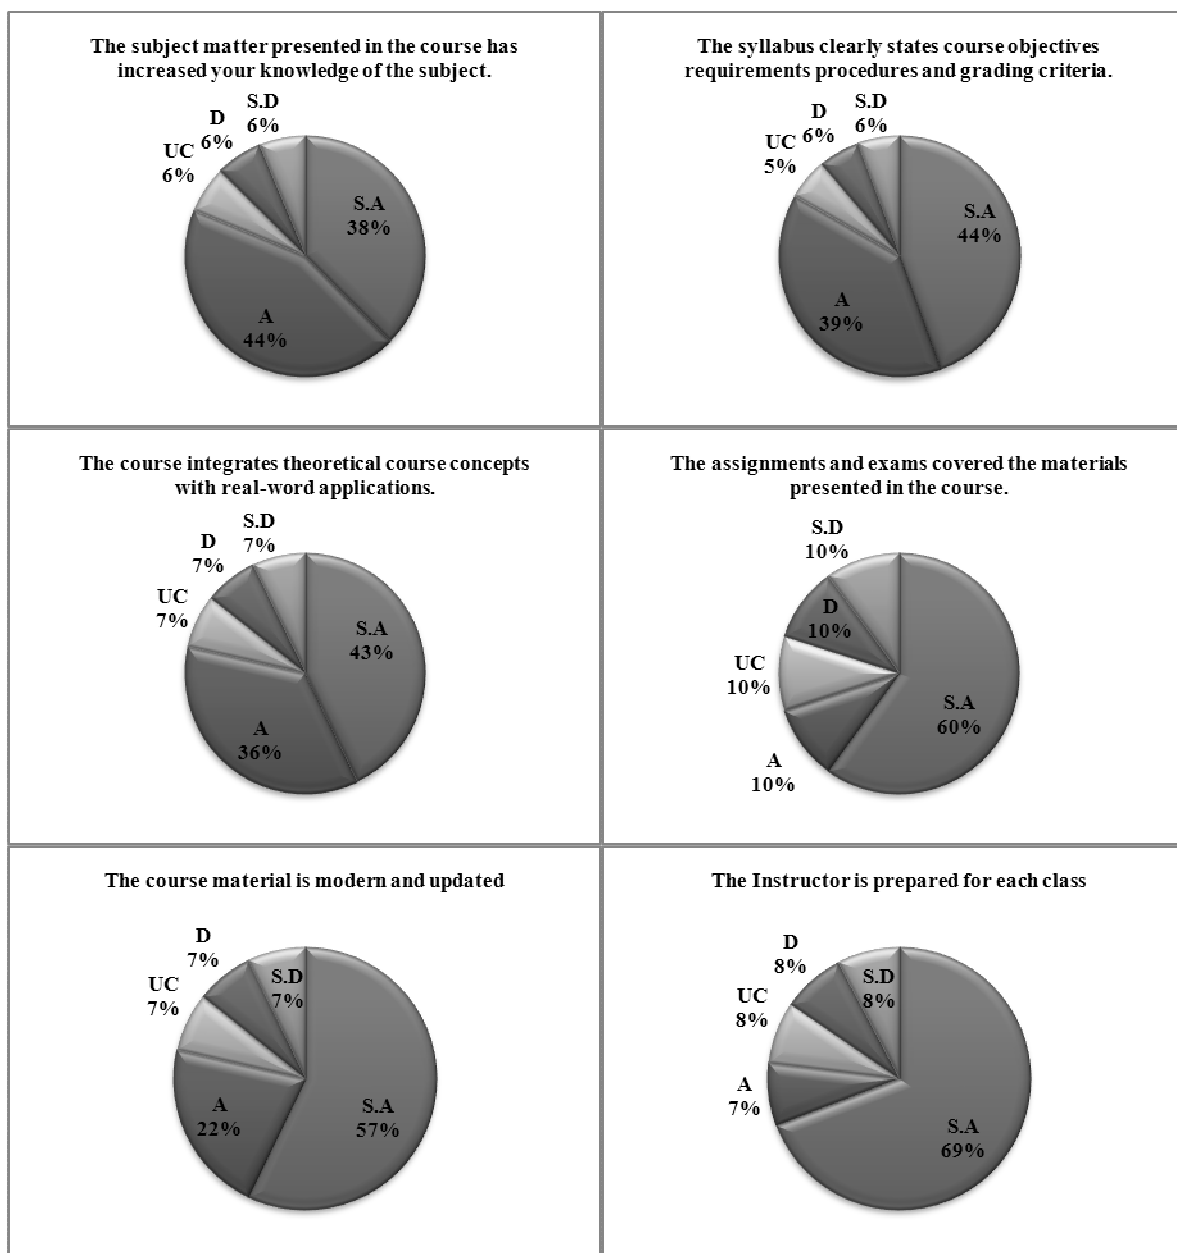 The subject matter presented in the course has
increased your knowledge of the subject.
S.D
6%
D
6%
UC
6%
S.A
38%
A
44%
The syllabus clearly states course objectives
requirements procedures and grading criteria.
S.D
6%
D
6%
UC
5%
S.A
44%
A
39%
The course integrates theoretical course concepts
with real-word applications.
S.D
7%
D
7%
UC
7%
S.A
43%
A
36%
The assignments and exams covered the materials
presented in the course.
S.D
10%
D
10%
UC
10%
S.A
60%
A
10%
The course material is modern and updated
D
7%
S.D
7%
UC
7%
A
22%
S.A
57%
The Instructor is prepared for each class
D
8%
S.D
8%
UC
8%
A
7%
S.A
69%